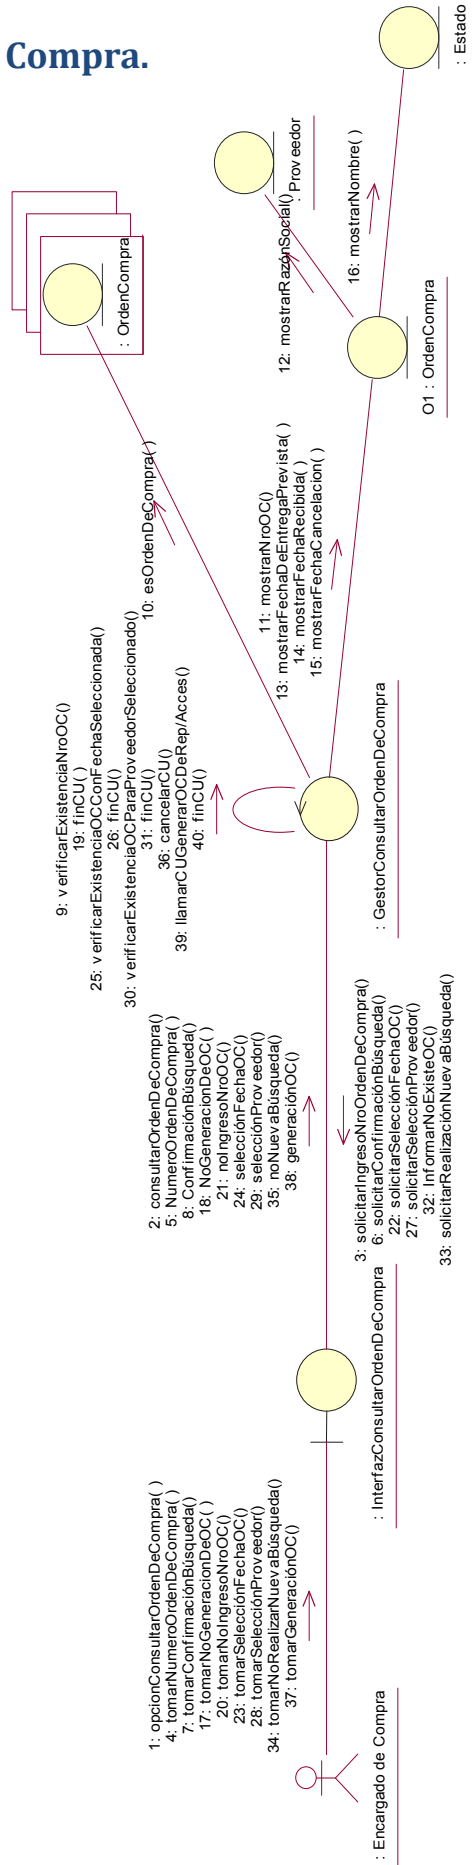 Compra.
1: opcionConsultarOrdenDeCompra( )
4: tomarNumeroOrdenDeCompra( )
7: tomarConfirmaciónBúsqueda()
17: tomarNoGeneracionDeOC( )
20: tomarNoIngresoNroOC()
23: tomarSelecciónFechaOC()
28: tomarSelecciónProveedor()
34: tomarNoRealizarNuevaBúsqueda()
37: tomarGeneraciónOC()
: Encargado de Compra
2: consultarOrdenDeCompra()
5: NumeroOrdenDeCompra( )
8: ConfirmaciónBúsqueda()
18: NoGeneracionDeOC( )
21: noIngresoNroOC()
24: selecciónFechaOC()
29: selecciónProveedor()
35: noNuevaBúsqueda()
38: generaciónOC()
3: solicitarIngresoNroOrdenDeCompra()
6: solicitarConfirmaciónBúsqueda()
22: solicitarSelecciónFechaOC()
27: solicitarSelecciónProveedor()
32: InformarNoExisteOC()
33: solicitarRealizaciónNuevaBúsqueda()
: InterfazConsultarOrdenDeCompra
9: verificarExistenciaNroOC()
19: finCU( )
25: verificarExistenciaOCConFechaSeleccionada()
26: finCU()
30: verificarExistenciaOCParaProveedorSeleccionado()
31: finCU()
36: cancelarCU()
39: llamarCUGenerarOCDeRep/Acces()
40: finCU()
: GestorConsultarOrdenDeCompra
10: esOrdenDeCompra( )
: OrdenCompra
11: mostrarNroOC()
13: mostrarFechaDeEntregaPrevista( )
14: mostrarFechaRecibida( )
15: mostrarFechaCancelacion( )
O1 : OrdenCompra
12: mostrarRazónSocial()
: Proveedor
16: mostrarNombre( )
: Estado